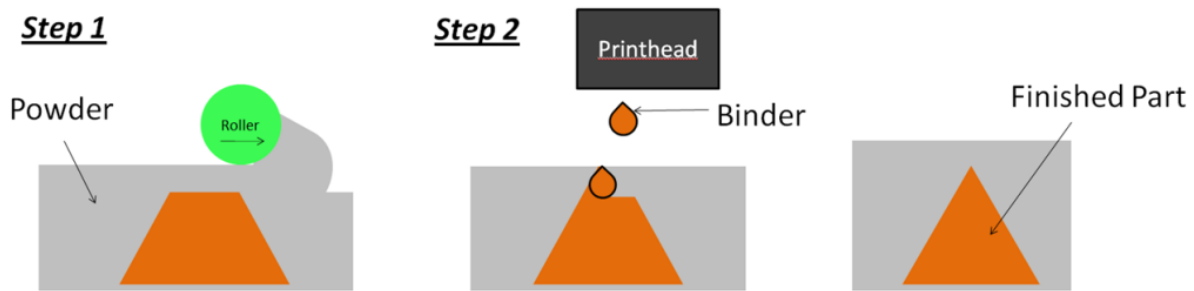 Step 1
Powder
Roller
Step 2
Printhead
Binder
Finished Part